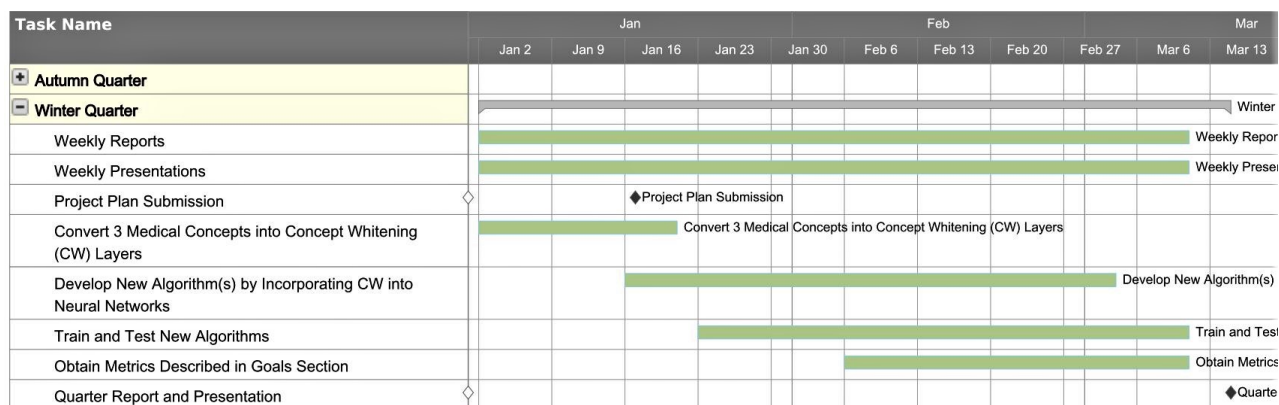 Task Name
Jan Feb Mar
Jan 2 Jan 9 Jan 16 Jan 23 Jan 30 Feb 6 Feb 13 Feb 20 Feb 27 Mar 6 Mar 13
Autumn Quarter
Winter Quarter Winter
Weekly Reports Weekly Repor
Weekly Presentations Weekly Prese
Project Plan Submission Project Plan Submission
Convert 3 Medical Concepts into Concept Whitening Convert 3 Medical Concepts into Concept Whitening (CW) Layers
(CW) Layers
Develop New Algorithm(s) by Incorporating CW into Develop New Algorithm(s)
Neural Networks
Train and Test New Algorithms Train and Test
Obtain Metrics Described in Goals Section Obtain Metrics
Quarter Report and Presentation Quarte